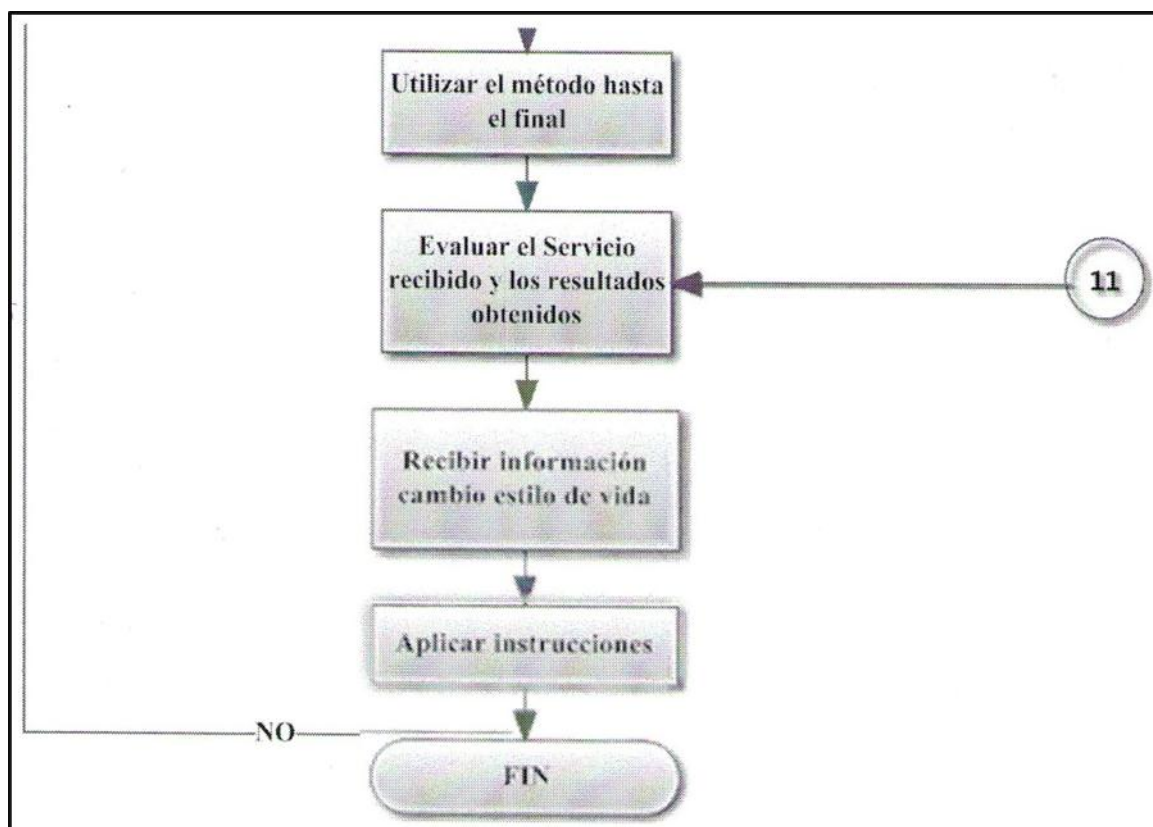 Utilizar el método hasta
el final
Evaluar el Servicio
recibido y los resultados
obtenidos
11
Recibir información
cambio estilo de vida
Aplicar instrucciones
NO
FIN